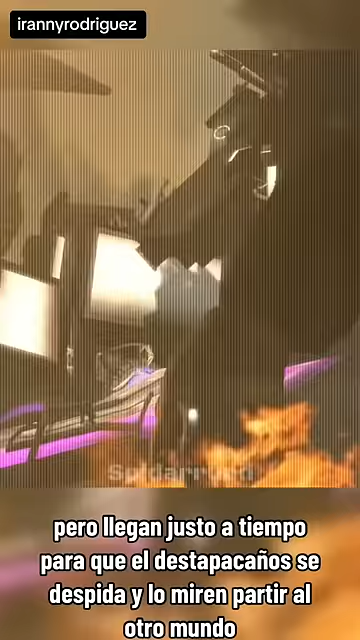 irannyrodriguez
pero llegan justo a tiempo
para que el destapacaños se
despida y lo miren partir al
otro mundo